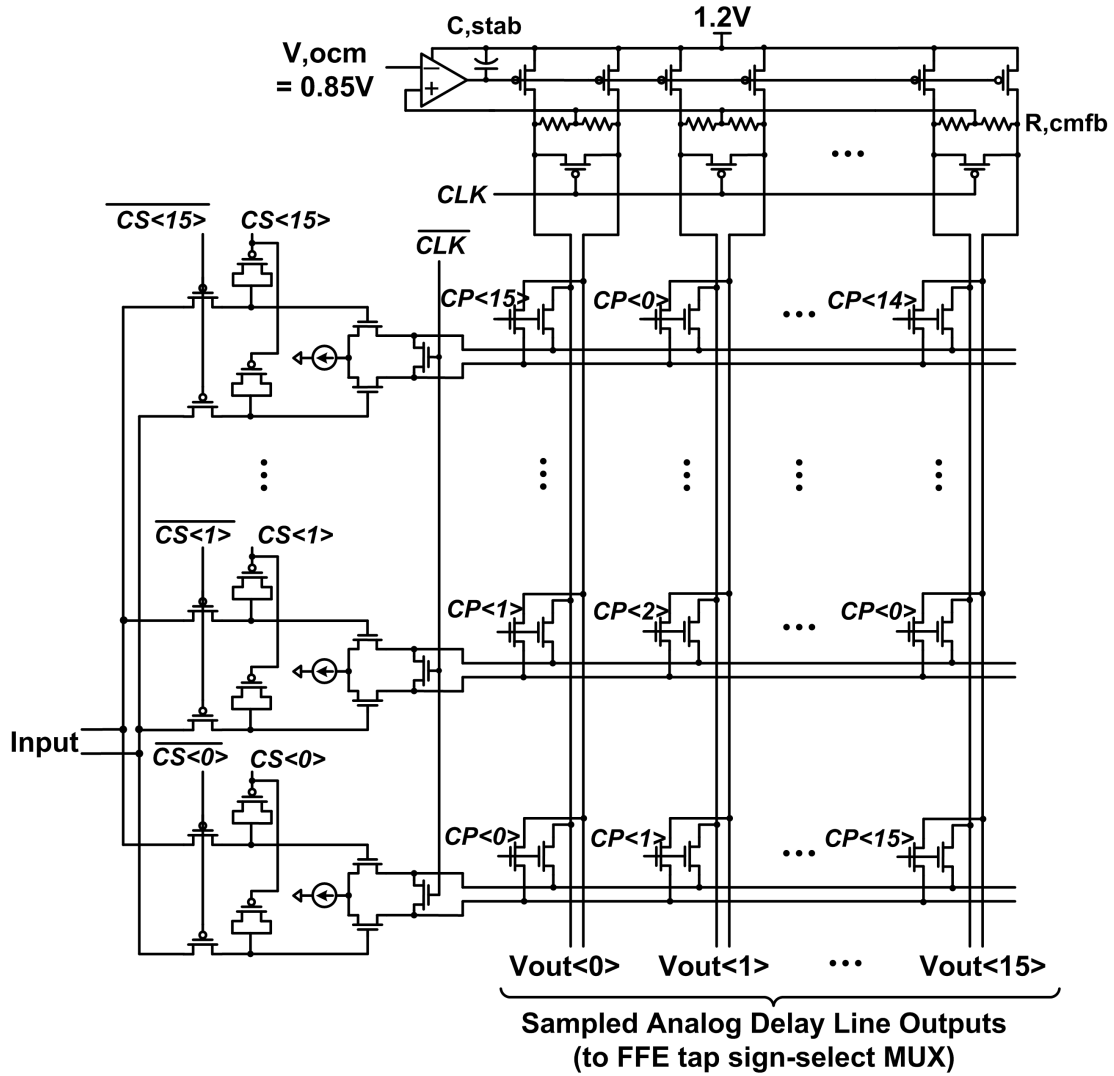 1.2V
C,stab
V,ocm
= 0.85V
R,cmfb
CLK
CS<15> CS<15>
CLK
CP<15> CP<0> CP<14>
CS<1> CS<1>
CP<1> CP<2> CP<0>
Input
CS<0> CS<0>
CP<0> CP<1> CP<15>
Vout<0> Vout<1> ... Vout<15>
Sampled Analog Delay Line Outputs
(to FFE tap sign-select MUX)